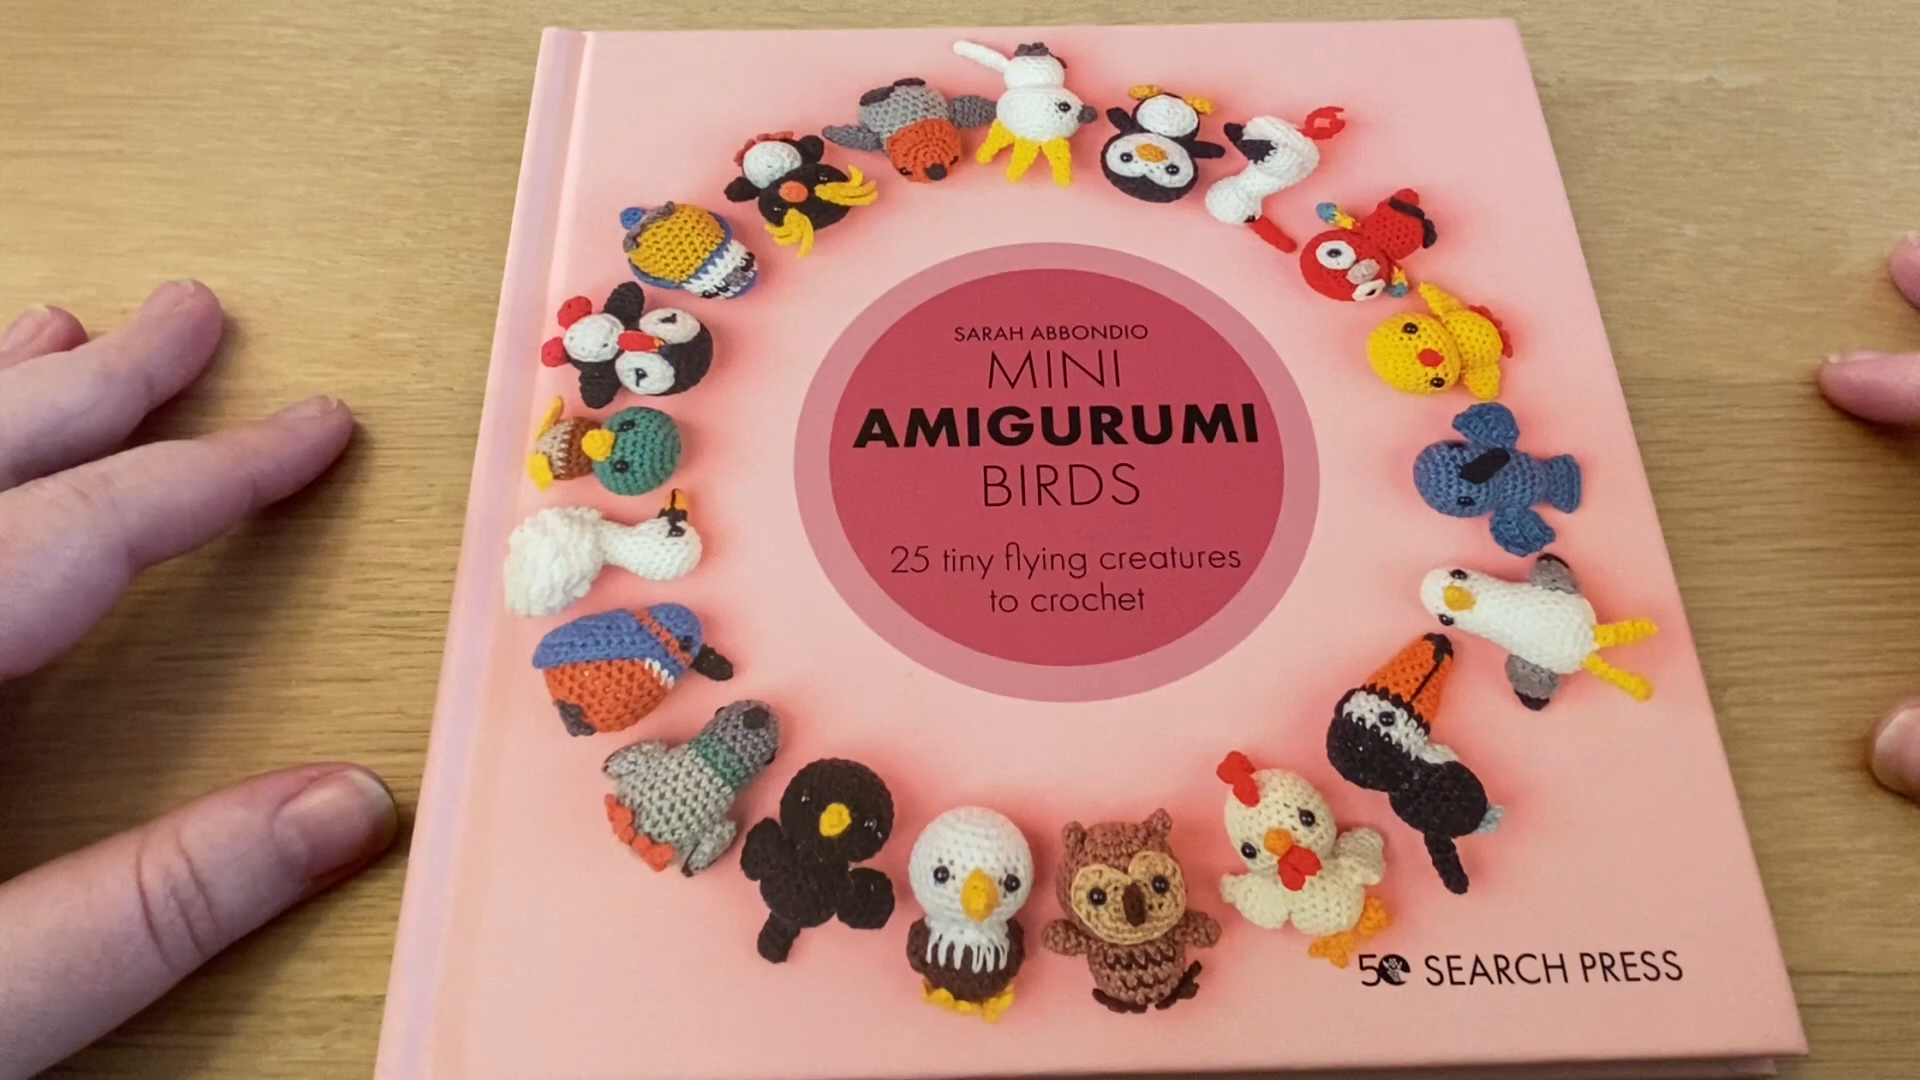 SARAH ABBONDIO
MINI
AMIGURUMI
BIRDS
25 tiny flying creatures
to crochet
50 SEARCH PRESS